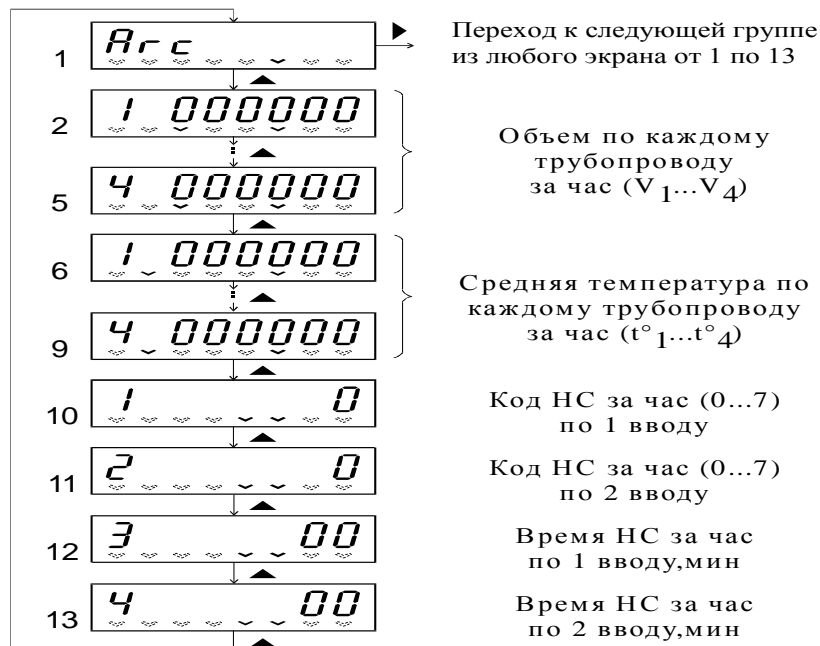 1 Arc
Переход к следующей группе
из любого экрана от 1 по 13
2 1 000000
5 4 000000
Объем по каждому
трубопроводу
за час (V1...V4)
6 1 000000
9 4 000000
Средняя температура по
каждому трубопроводу
за час (t°1...t°4)
10 1 0
Код НС за час (0...7)
по 1 вводу
11 2 0
Код НС за час (0...7)
по 2 вводу
12 3 00
Время НС за час
по 1 вводу,мин
13 4 00
Время НС за час
по 2 вводу,мин